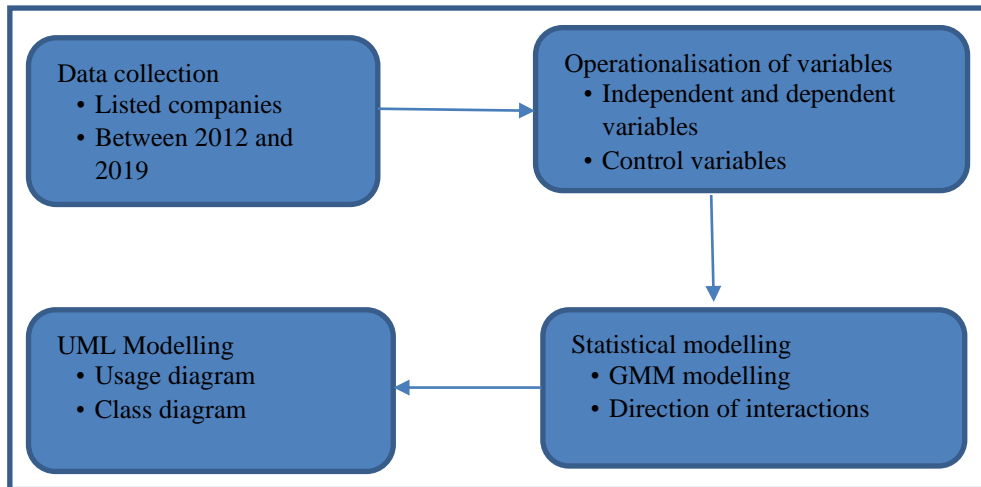 Data collection
• Listed companies
• Between 2012 and
2019
Operationalisation of variables
• Independent and dependent
variables
• Control variables
UML Modelling
• Usage diagram
• Class diagram
Statistical modelling
• GMM modelling
• Direction of interactions